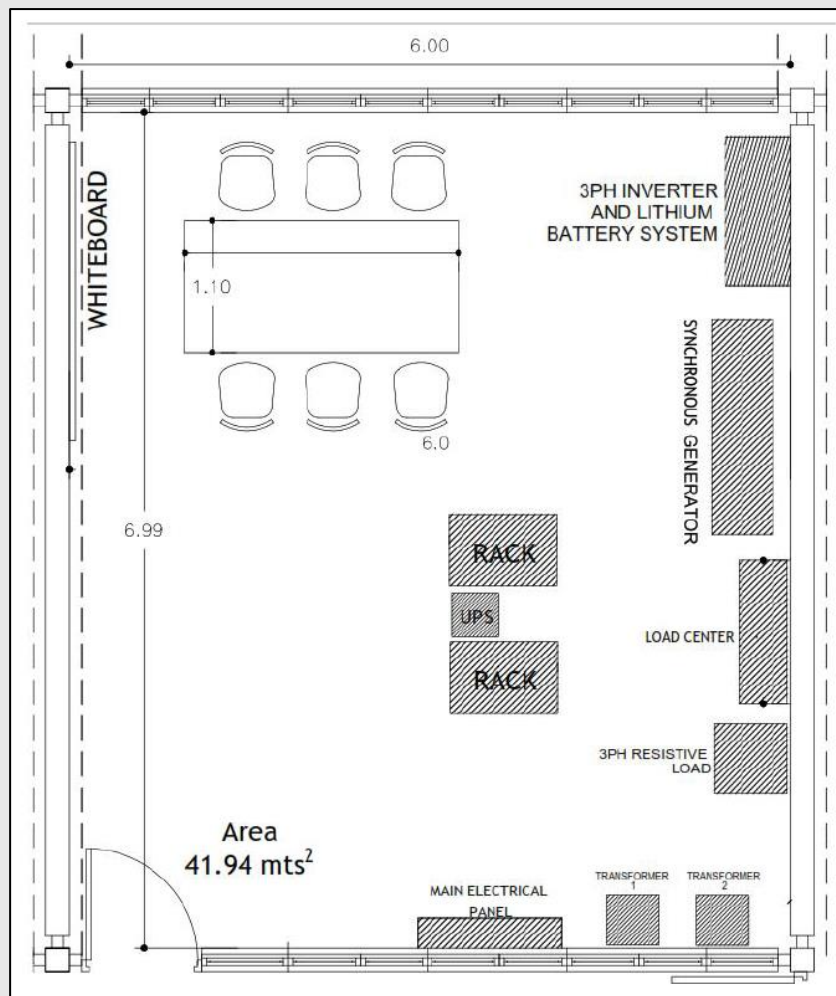 6.00
WHITEBOARD
3PH INVERTER
AND LITHIUM
BATTERY SYSTEM
1.10
SYNCHRONOUS GENERATOR
6.0
6.99
RACK
UPS
LOAD CENTER
RACK
3PH RESISTIVE
LOAD
Area
41.94 mts²
MAIN ELECTRICAL
PANEL
TRANSFORMER
1
TRANSFORMER
2